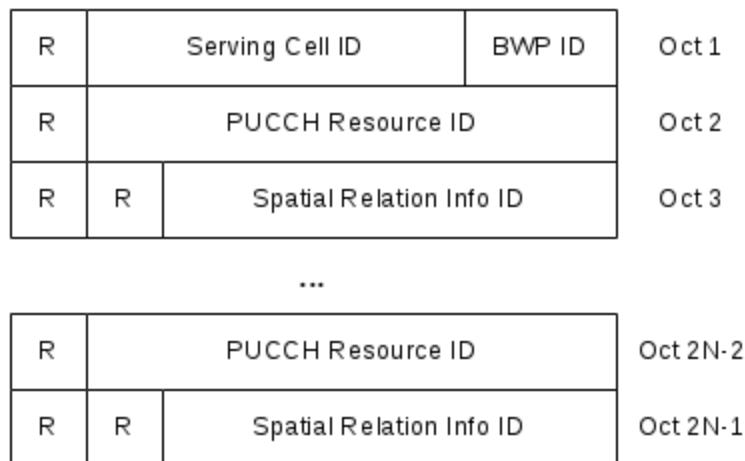 R Serving Cell ID BWP ID Oct 1
R PUCCH Resource ID Oct 2
R R Spatial Relation Info ID Oct 3
...
R PUCCH Resource ID Oct 2N-2
R R Spatial Relation Info ID Oct 2N-1